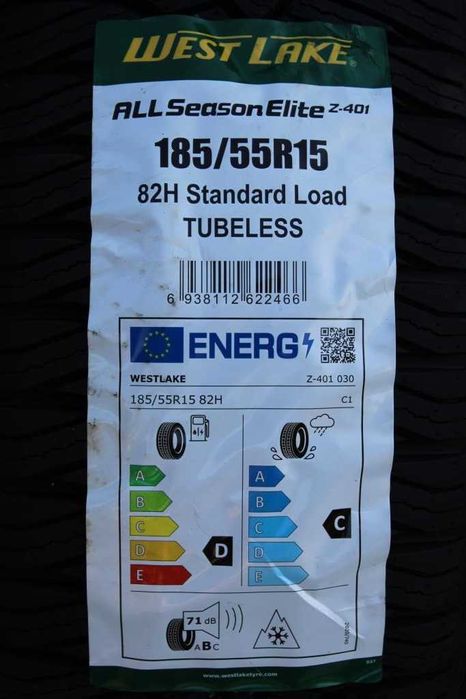 WEST LAKE®
ALL Season Elite Z-401
185/55R15
82H Standard Load
TUBELESS
6 938112 622466
ENERG
WESTLAKE Z-401 030
185/55R15 82H C1
A A
B B
C C C
D D D
E E
71 dB
ABC
www.westlaketyre.com